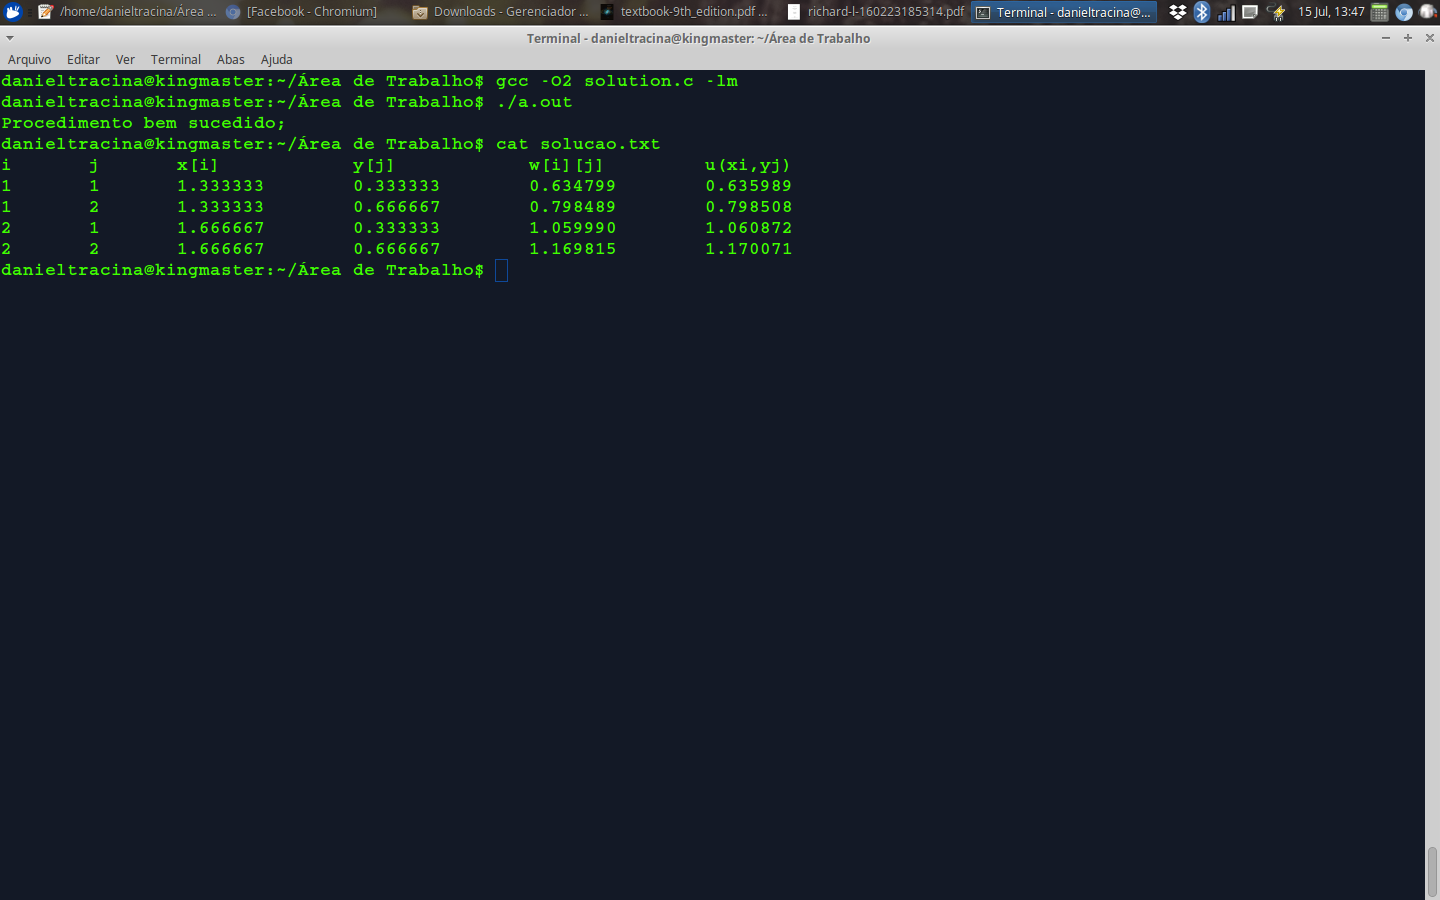 /home/danieltracina/Área ... [Facebook - Chromium] Downloads - Gerenciador ... textbook-9th_edition.pdf ... richard-l-160223185314.pdf Terminal - danieltracina@... 15 Jul, 13:47
Terminal - danieltracina@kingmaster: ~/Área de Trabalho
Arquivo Editar Ver Terminal Abas Ajuda
danieltracina@kingmaster:~/Área de Trabalho$ gcc -O2 solution.c -lm
danieltracina@kingmaster:~/Área de Trabalho$ ./a.out
Procedimento bem sucedido;
danieltracina@kingmaster:~/Área de Trabalho$ cat solucao.txt
i j x[i] y[j] w[i][j] u(xi,yj)
1 1 1.333333 0.333333 0.634799 0.635989
1 2 1.333333 0.666667 0.798489 0.798508
2 1 1.666667 0.333333 1.059990 1.060872
2 2 1.666667 0.666667 1.169815 1.170071
danieltracina@kingmaster:~/Área de Trabalho$